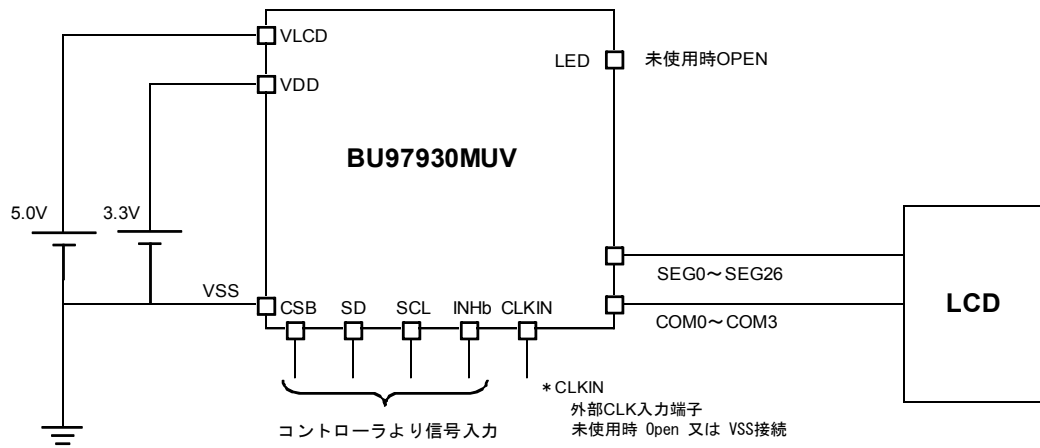 VLCD
LED 未使用時OPEN
VDD
BU97930MUV
5.0V 3.3V
SEG0～SEG26
VSS
CSB SD SCL INHb CLKIN
LCD
COM0～COM3
*CLKIN
外部CLK入力端子
コントローラより信号入力
未使用時 Open 又は VSS接続